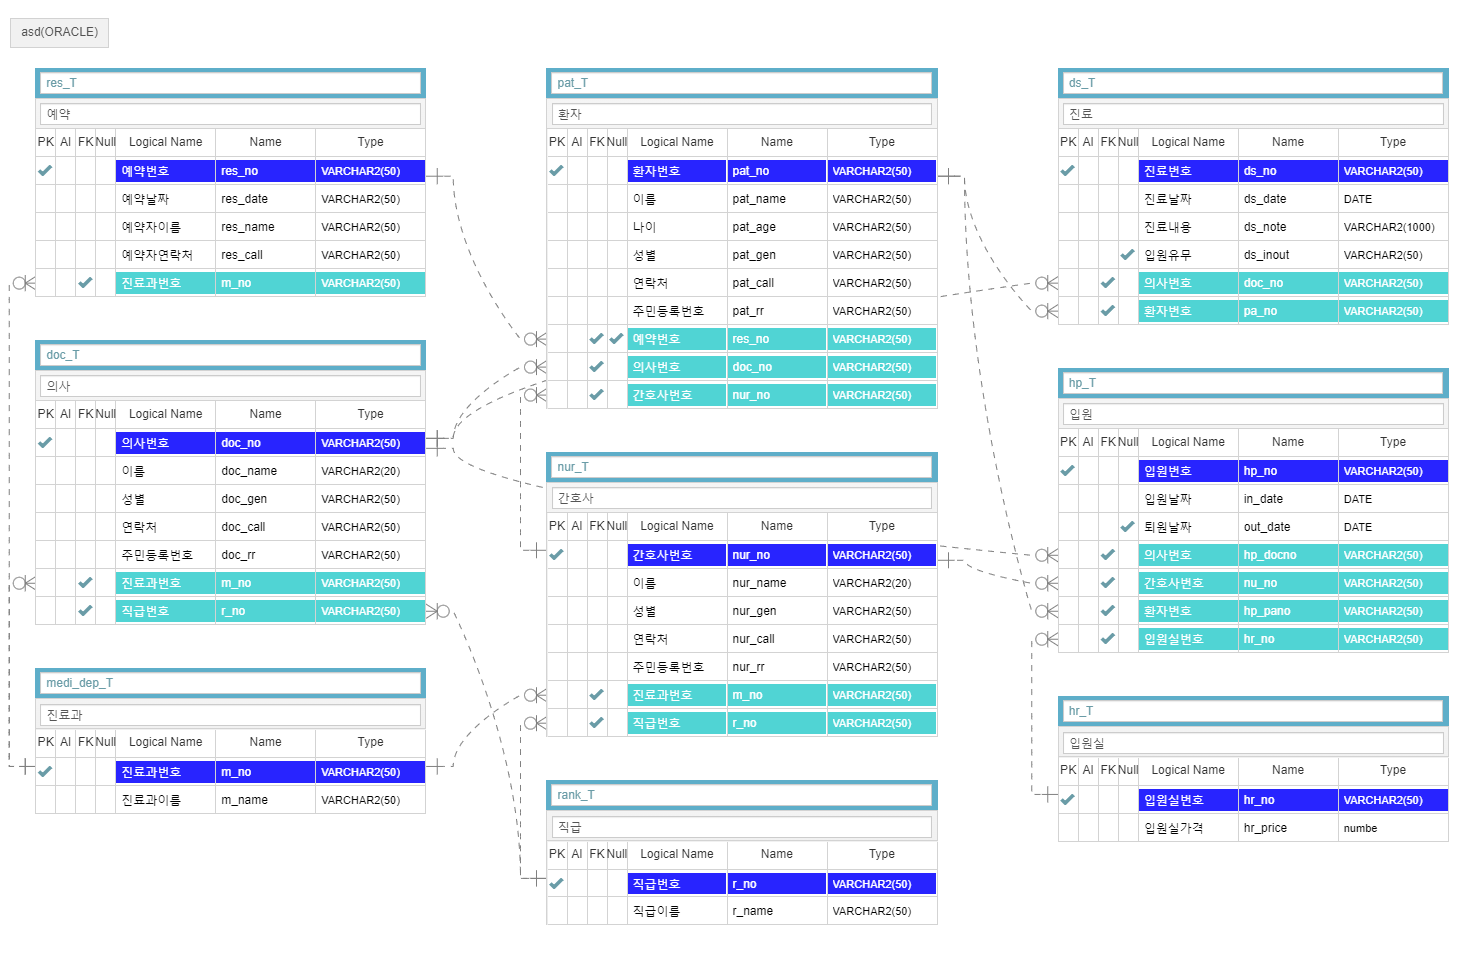 asd(ORACLE)
res_T
예약
PK AI FK Null Logical Name Name Type
예약번호 res_no VARCHAR2(50)
예약날짜 res_date VARCHAR2(50)
예약자이름 res_name VARCHAR2(50)
예약자연락처 res_call VARCHAR2(50)
진료과번호 m_no VARCHAR2(50)
doc_T
의사
PK AI FK Null Logical Name Name Type
의사번호 doc_no VARCHAR2(50)
이름 doc_name VARCHAR2(20)
성별 doc_gen VARCHAR2(50)
연락처 doc_call VARCHAR2(50)
주민등록번호 doc_rr VARCHAR2(50)
진료과번호 m_no VARCHAR2(50)
직급번호 r_no VARCHAR2(50)
medi_dep_T
진료과
PK AI FK Null Logical Name Name Type
진료과번호 m_no VARCHAR2(50)
진료과이름 m_name VARCHAR2(50)
pat_T
환자
PK AI FK Null Logical Name Name Type
환자번호 pat_no VARCHAR2(50)
이름 pat_name VARCHAR2(50)
나이 pat_age VARCHAR2(50)
성별 pat_gen VARCHAR2(50)
연락처 pat_call VARCHAR2(50)
주민등록번호 pat_rr VARCHAR2(50)
예약번호 res_no VARCHAR2(50)
의사번호 doc_no VARCHAR2(50)
간호사번호 nur_no VARCHAR2(50)
nur_T
간호사
PK AI FK Null Logical Name Name Type
간호사번호 nur_no VARCHAR2(50)
이름 nur_name VARCHAR2(20)
성별 nur_gen VARCHAR2(50)
연락처 nur_call VARCHAR2(50)
주민등록번호 nur_rr VARCHAR2(50)
진료과번호 m_no VARCHAR2(50)
직급번호 r_no VARCHAR2(50)
rank_T
직급
PK AI FK Null Logical Name Name Type
직급번호 r_no VARCHAR2(50)
직급이름 r_name VARCHAR2(50)
ds_T
진료
PK AI FK Null Logical Name Name Type
진료번호 ds_no VARCHAR2(50)
진료날짜 ds_date DATE
진료내용 ds_note VARCHAR2(1000)
입원유무 ds_inout VARCHAR2(50)
의사번호 doc_no VARCHAR2(50)
환자번호 pa_no VARCHAR2(50)
hp_T
입원
PK AI FK Null Logical Name Name Type
입원번호 hp_no VARCHAR2(50)
입원날짜 in_date DATE
퇴원날짜 out_date DATE
의사번호 hp_docno VARCHAR2(50)
간호사번호 nu_no VARCHAR2(50)
환자번호 hp_pano VARCHAR2(50)
입원실번호 hr_no VARCHAR2(50)
hr_T
입원실
PK AI FK Null Logical Name Name Type
입원실번호 hr_no VARCHAR2(50)
입원실가격 hr_price numbe